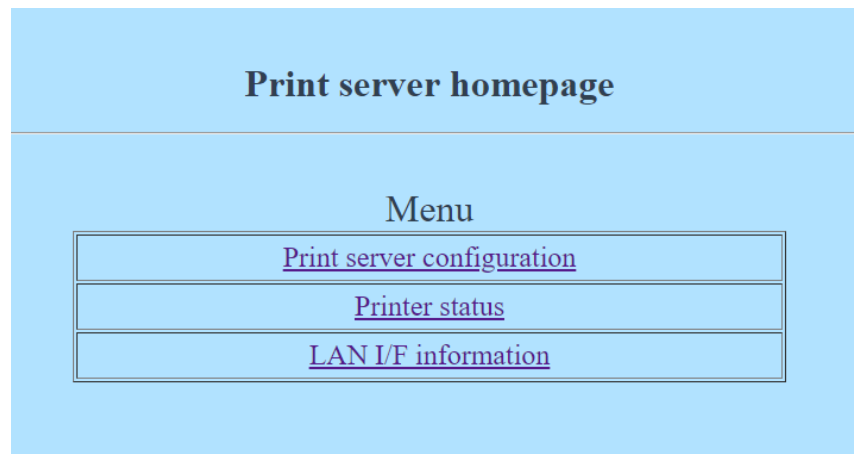 Print server homepage
Menu
Print server configuration
Printer status
LAN I/F information